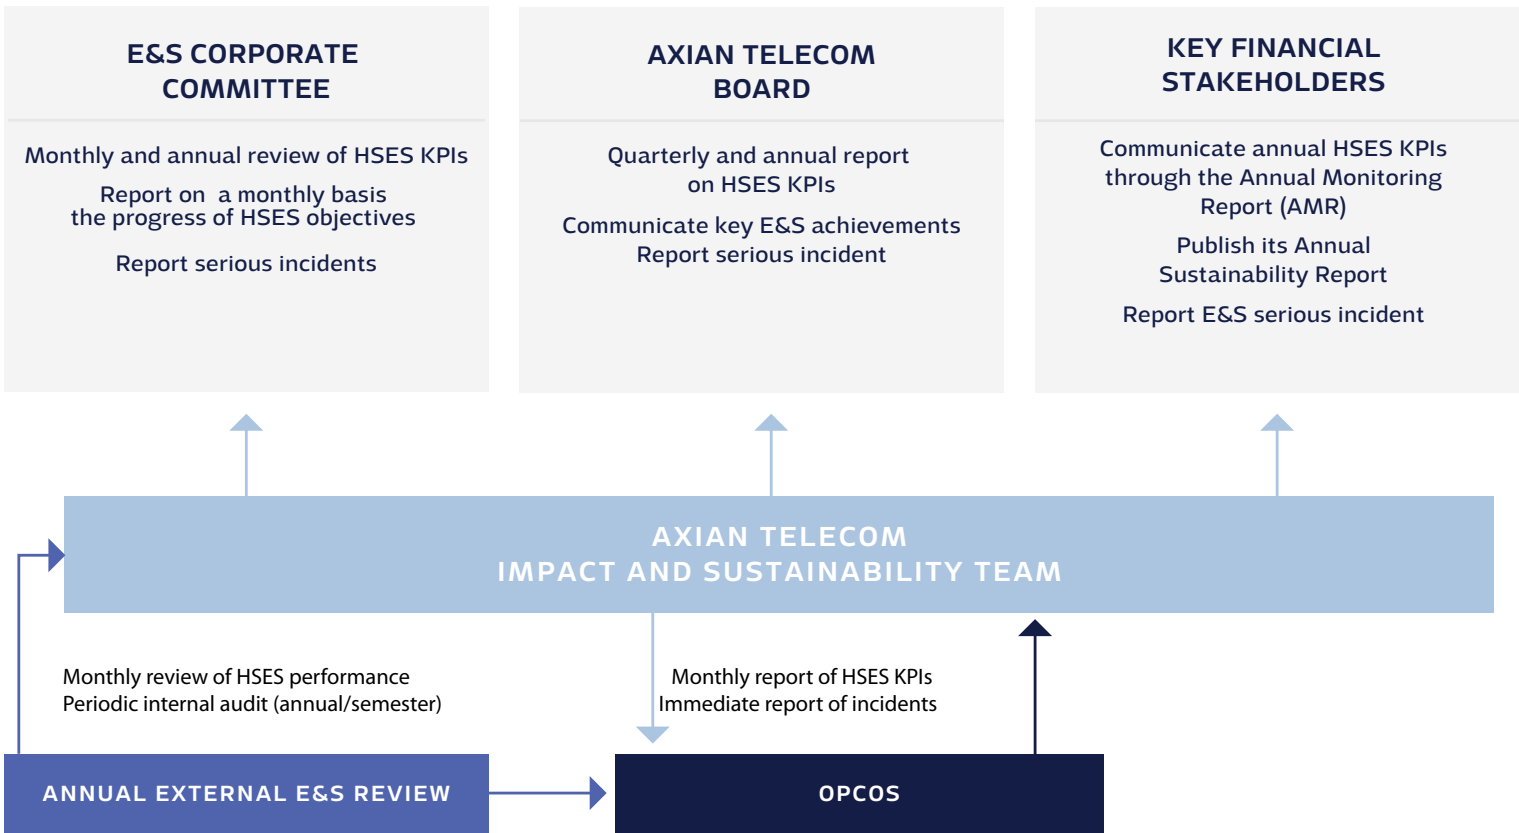 E&S CORPORATE
COMMITTEE
Monthly and annual review of HSES KPIs
Report on a monthly basis
the progress of HSES objectives
Report serious incidents
AXIAN TELECOM
BOARD
Quarterly and annual report
on HSES KPIs
Communicate key E&S achievements
Report serious incident
KEY FINANCIAL
STAKEHOLDERS
Communicate annual HSES KPIs
through the Annual Monitoring
Report (AMR)
Publish its Annual
Sustainability Report
Report E&S serious incident
AXIAN TELECOM
IMPACT AND SUSTAINABILITY TEAM
Monthly review of HSES performance
Periodic internal audit (annual/semester)
Monthly report of HSES KPIs
Immediate report of incidents
ANNUAL EXTERNAL E&S REVIEW
OPCOS